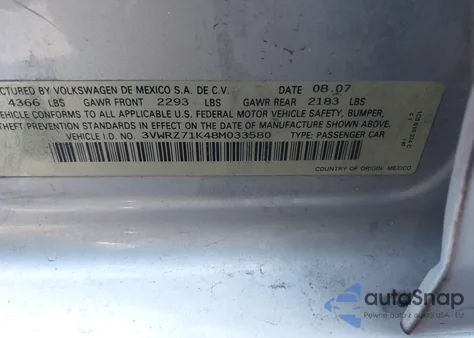 FACTURED BY VOLKSWAGEN DE MEXICO S.A. DE C.V. DATE 08.07
4366 LBS GAWR FRONT 2293 LBS GAWR REAR 2183 LBS
VEHICLE CONFORMS TO ALL APPLICABLE U.S. FEDERAL MOTOR VEHICLE SAFETY, BUMPER,
THEFT PREVENTION STANDARDS IN EFFECT ON THE DATE OF MANUFACTURE SHOWN ABOVE.
VEHICLE I.D. NO. 3VWRZ71K48M033580 TYPE: PASSENGER CAR
COUNTRY OF ORIGIN: MEXICO
autoSnap